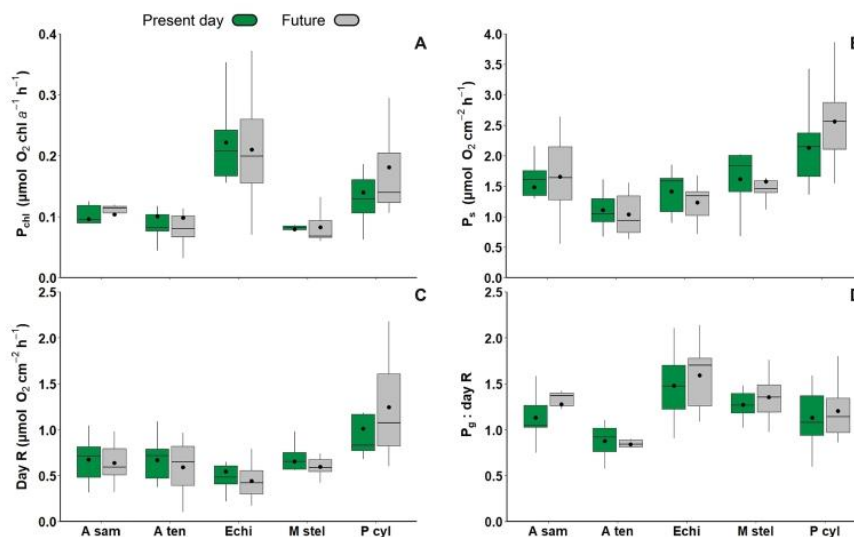 Present day Future
A
0.4
0.3
0.2
0.1
0.0
P_chl (μmol O₂ chl a⁻¹ h⁻¹)
4.0
3.5
3.0
2.5
2.0
1.5
1.0
0.5
0.0
P_s (μmol O₂ cm⁻² h⁻¹)
C
2.5
2.0
1.5
1.0
0.5
0.0
Day R (μmol O₂ cm⁻² h⁻¹)
A sam A ten Echi M stel P cyl
2.5
2.0
1.5
1.0
0.5
0.0
P_g : day R
A sam A ten Echi M stel P cyl